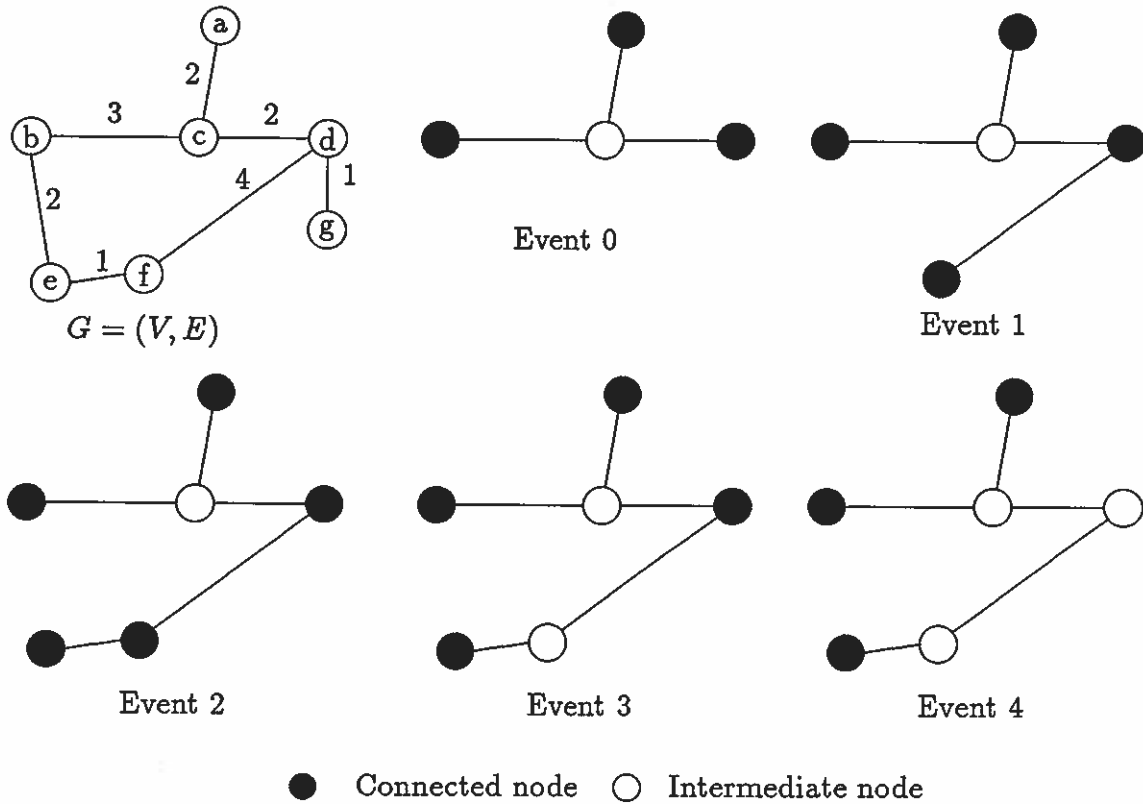 a
2
b
3
c
2
d
2
4
1
g
e
1
f
G = (V, E)
Event 0
Event 1
Event 2
Event 3
Event 4
Connected node
Intermediate node